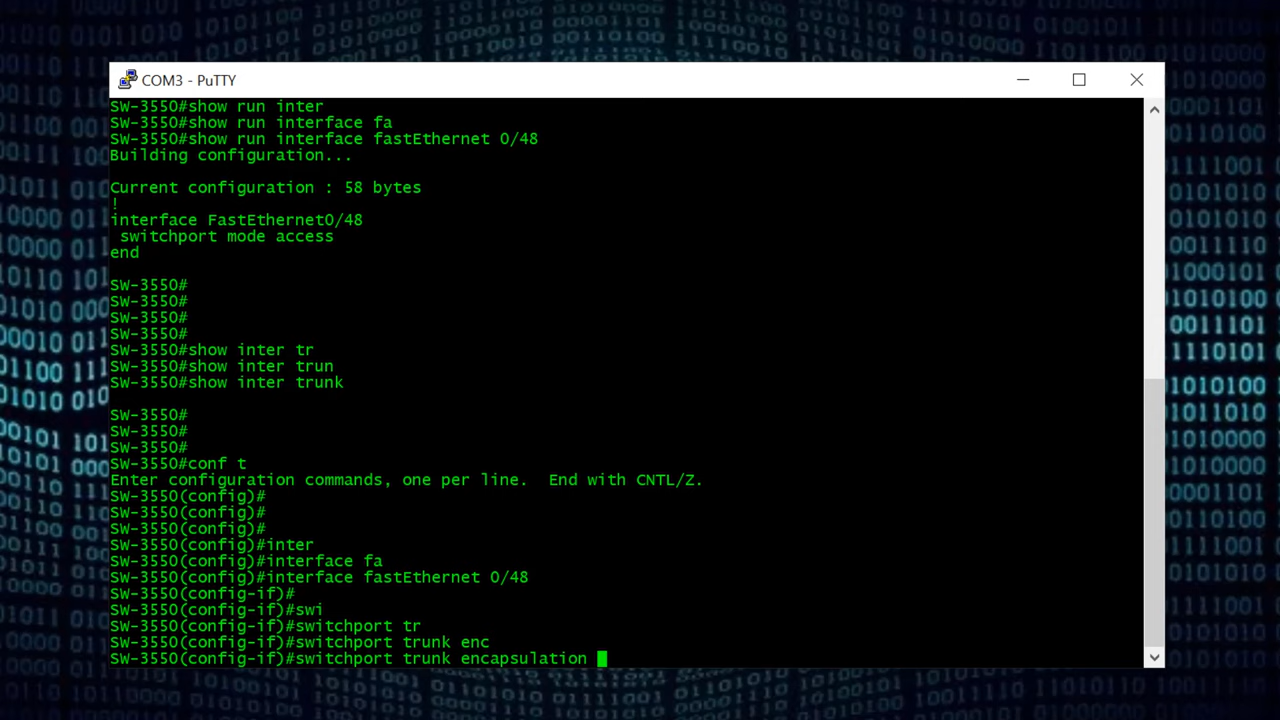 COM3 - PuTTY
SW-3550#show run inter
SW-3550#show run interface fa
SW-3550#show run interface fastEthernet 0/48
Building configuration...
Current configuration : 58 bytes
!
interface FastEthernet0/48
 switchport mode access
end
SW-3550#
SW-3550#
SW-3550#
SW-3550#
SW-3550#show inter tr
SW-3550#show inter trun
SW-3550#show inter trunk
SW-3550#
SW-3550#
SW-3550#
SW-3550#conf t
Enter configuration commands, one per line.  End with CNTL/Z.
SW-3550(config)#
SW-3550(config)#
SW-3550(config)#
SW-3550(config)#inter
SW-3550(config)#interface fa
SW-3550(config)#interface fastEthernet 0/48
SW-3550(config-if)#
SW-3550(config-if)#swi
SW-3550(config-if)#switchport tr
SW-3550(config-if)#switchport trunk enc
SW-3550(config-if)#switchport trunk encapsulation